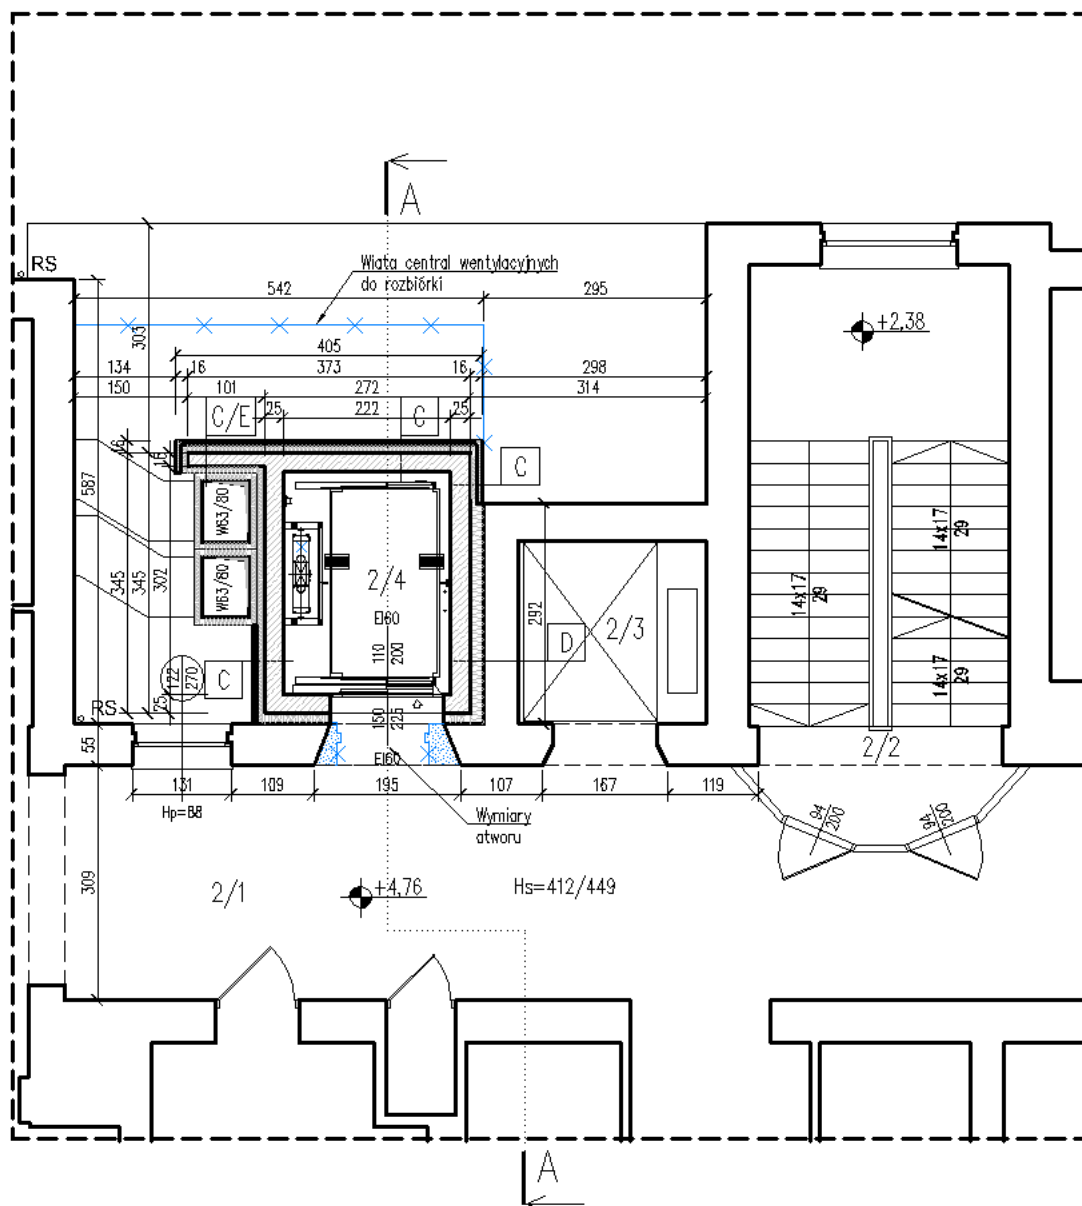 A
RS
Wiata central wentylacyjnych
do rozbiórki
542
295
+2,38
303
405
134
16
373
16
298
150
101
272
314
25
222
25
C/E
C
C
16
16
587
W63/80
W63/80
345
345
302
2/4
EI60
110
200
292
2/3
D
14x17
29
14x17
29
14x17
29
122
270
C
25
RS
150
225
EI60
55
2/2
131
109
195
107
167
119
Hp=88
Wymiary
otworu
94
200
94
200
309
2/1
+4,76
Hs=412/449
A